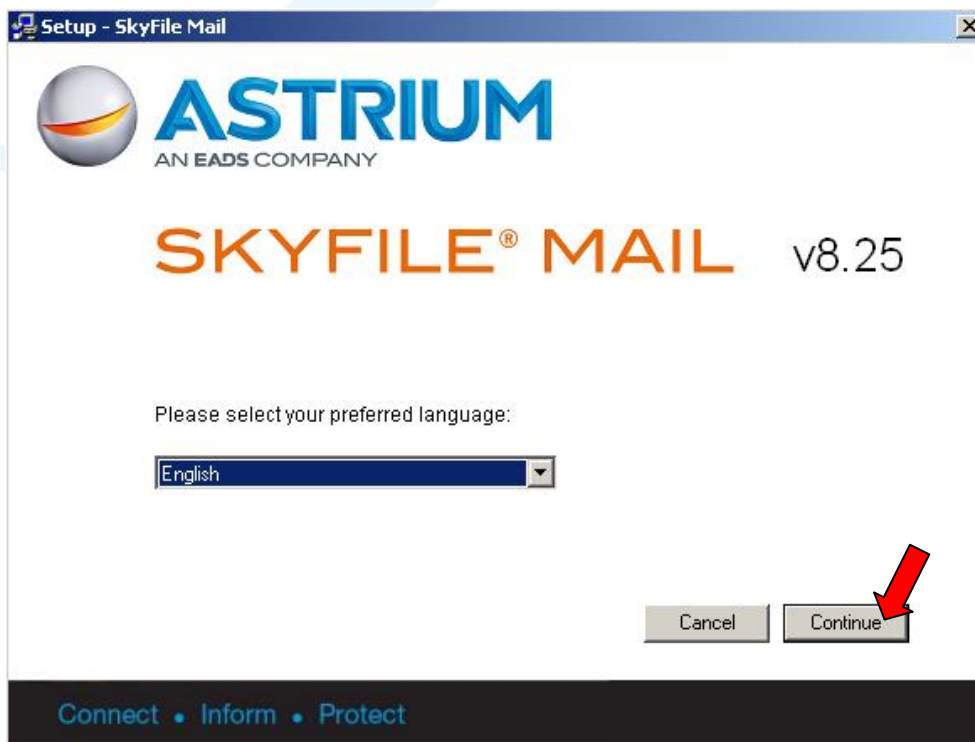 Setup - SkyFile Mail
ASTRIUM
AN EADS COMPANY
SKYFILE® MAIL v8.25
Please select your preferred language:
English
Cancel Continue
Connect • Inform • Protect